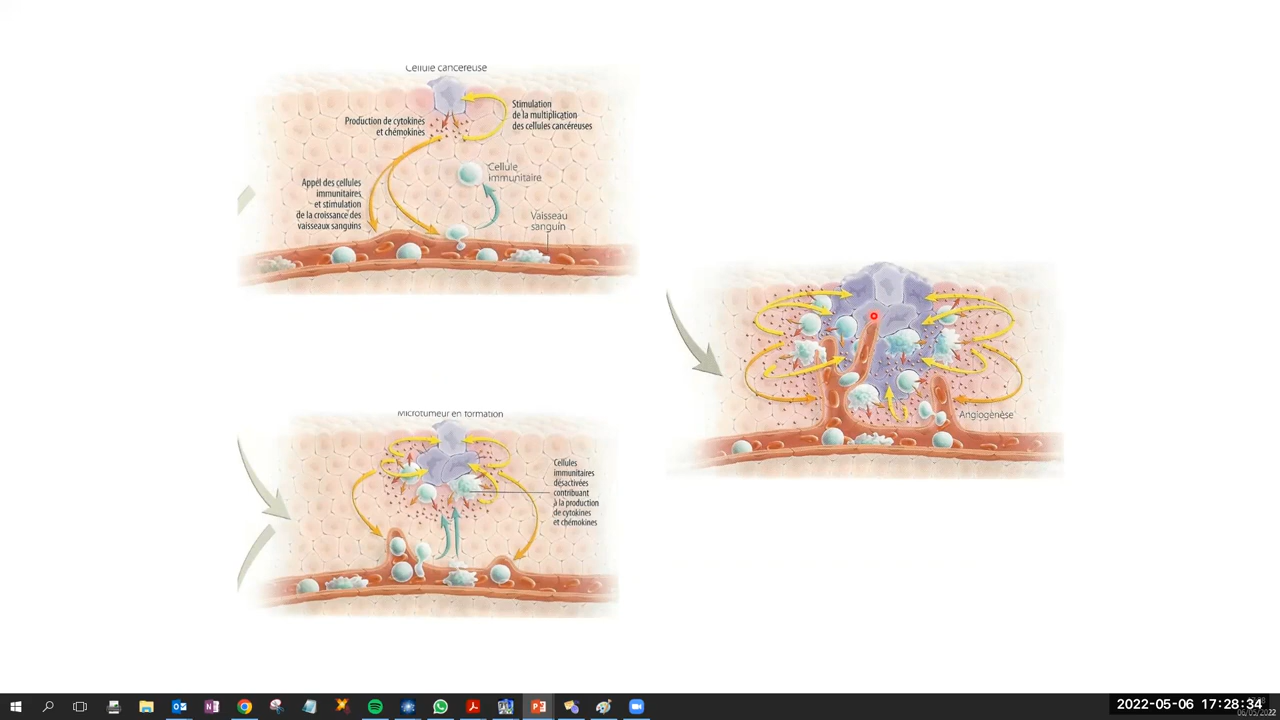 Cellule cancéreuse
Stimulation
de la multiplication
des cellules cancéreuses
Production de cytokines
et chémokines
Cellule
immunitaire
Appel des cellules
immunitaires
et stimulation
de la croissance des
vaisseaux sanguins
Vaisseau
sanguin
Microtumeur en formation
Cellules
immunitaires
désactivées
contribuant
à la production
de cytokines
et chémokines
Angiogenèse
2022-05-06 17:28:34